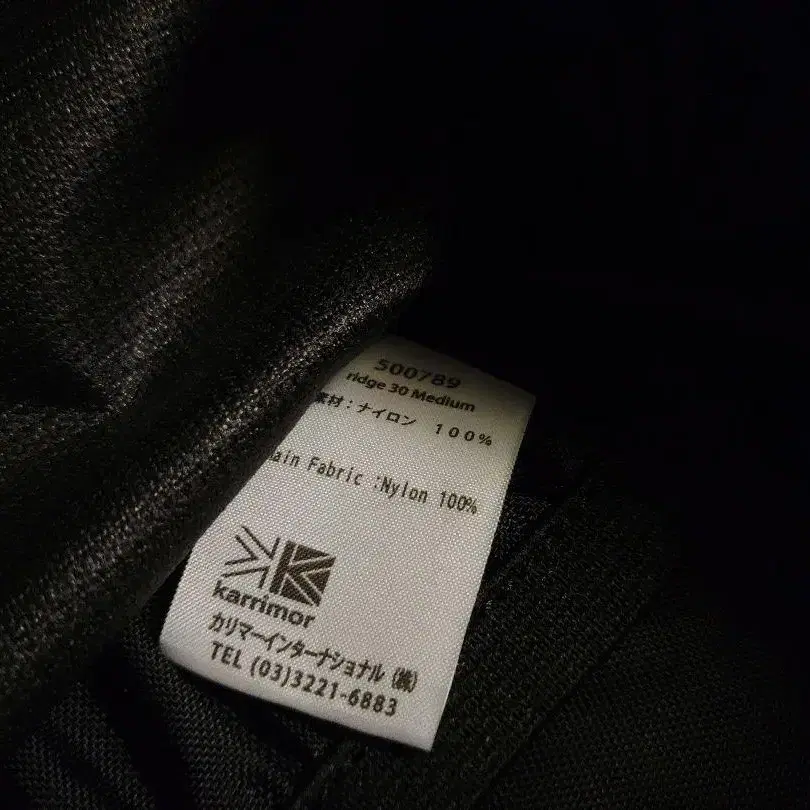 500789
ridge 30 Medium
素材：ナイロン 100%
ain Fabric :Nylon 100%
karrimor
カリマーインターナショナル（株）
TEL (03)3221-6883